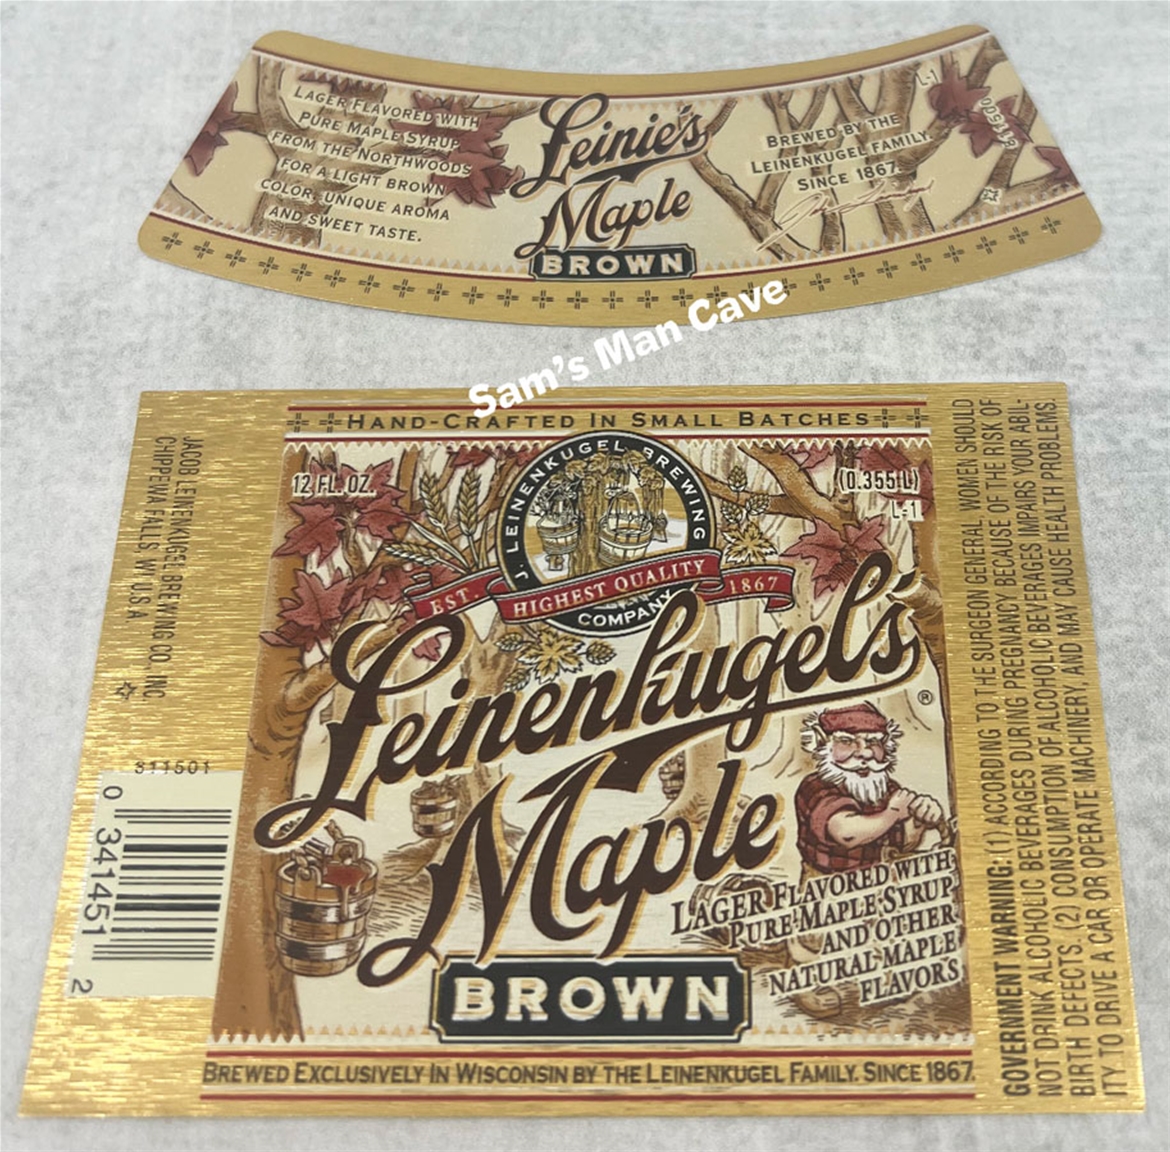 LAGER FLAVORED WITH
PURE MAPLE SYRUP
FROM THE NORTHWOODS
FOR A LIGHT BROWN
COLOR, UNIQUE AROMA
AND SWEET TASTE.
Leinie's
Maple
BROWN
BREWED BY THE
LEINENKUGEL FAMILY
SINCE 1867.
L-1
Sam's Man Cave
HAND-CRAFTED IN SMALL BATCHES
12 FL. OZ.
(0.355 L)
L-1
J. LEINENKUGEL BREWING
COMPANY
EST. HIGHEST QUALITY 1867
Leinenkugel's®
Maple
BROWN
LAGER FLAVORED WITH
PURE MAPLE SYRUP
AND OTHER
NATURAL MAPLE
FLAVORS
BREWED EXCLUSIVELY IN WISCONSIN BY THE LEINENKUGEL FAMILY. SINCE 1867
JACOB LEINENKUGEL BREWING CO., INC
CHIPPEWA FALLS, WI U.S.A
811501
0 341451 2
GOVERNMENT WARNING: (1) ACCORDING TO THE SURGEON GENERAL, WOMEN SHOULD
NOT DRINK ALCOHOLIC BEVERAGES DURING PREGNANCY BECAUSE OF THE RISK OF
BIRTH DEFECTS. (2) CONSUMPTION OF ALCOHOLIC BEVERAGES IMPAIRS YOUR ABIL-
ITY TO DRIVE A CAR OR OPERATE MACHINERY, AND MAY CAUSE HEALTH PROBLEMS.